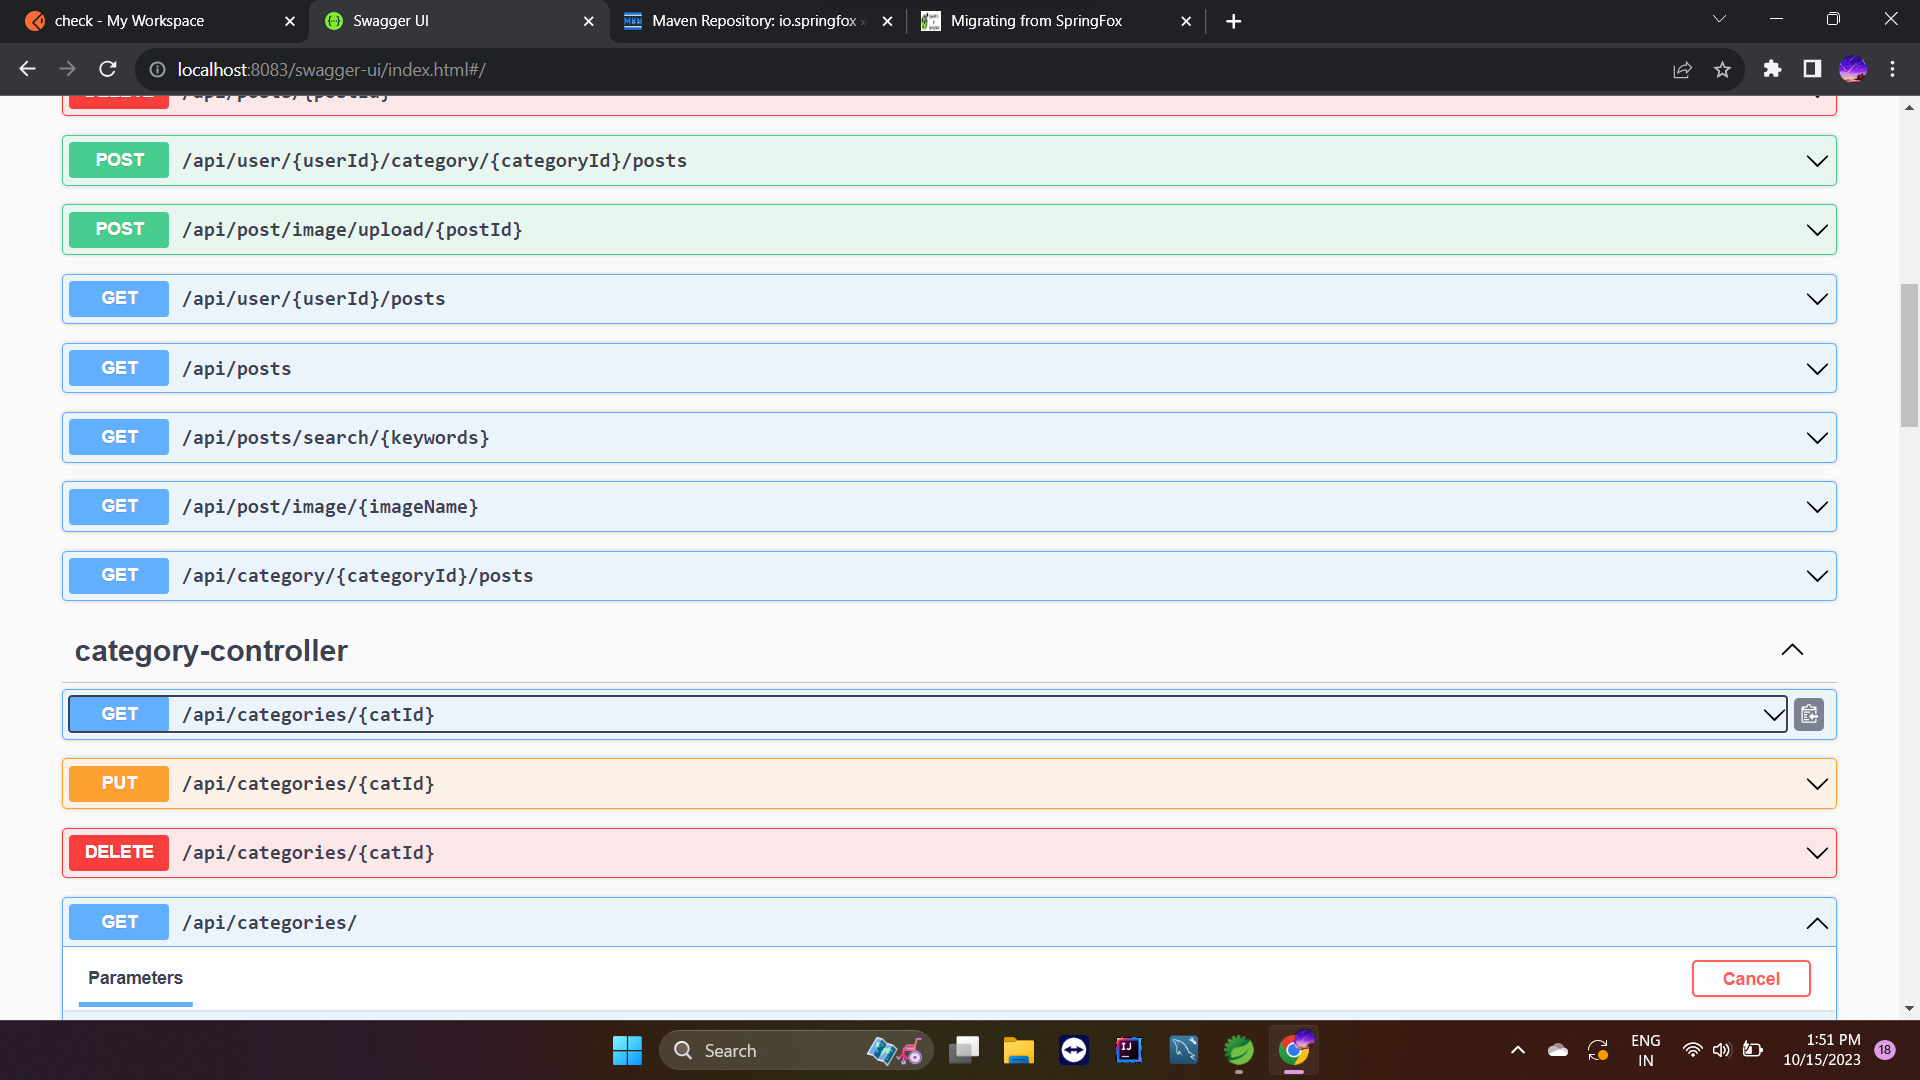 check - My Workspace
Swagger UI
Maven Repository: io.springfox
Migrating from SpringFox
localhost:8083/swagger-ui/index.html#/
DELETE /api/posts/{postId}
POST /api/user/{userId}/category/{categoryId}/posts
POST /api/post/image/upload/{postId}
GET /api/user/{userId}/posts
GET /api/posts
GET /api/posts/search/{keywords}
GET /api/post/image/{imageName}
GET /api/category/{categoryId}/posts
category-controller
GET /api/categories/{catId}
PUT /api/categories/{catId}
DELETE /api/categories/{catId}
GET /api/categories/
Parameters
Cancel
Search
ENG
IN
1:51 PM
10/15/2023
18